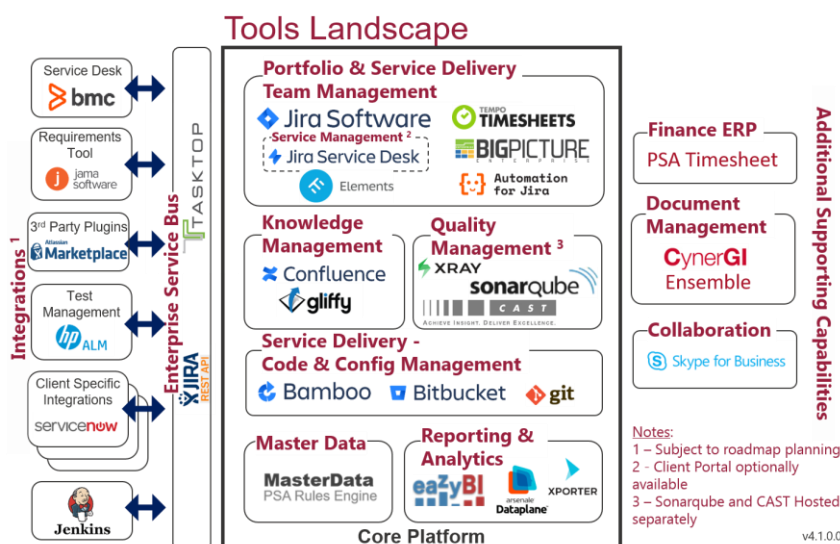 Tools Landscape
Integrations 1
Service Desk
bmc
Requirements
Tool
jama
software
3rd Party Plugins
Atlassian
Marketplace
Test
Management
hp
ALM
Client Specific
Integrations
servicenow
Jenkins
Enterprise Service Bus
TASKTOP
JIRA
REST API
Portfolio & Service Delivery
Team Management
Jira Software
Service Management 2
Jira Service Desk
Elements
TEMPO
TIMESHEETS
BIGPICTURE
ENTERPRISE
Automation
for Jira
Knowledge
Management
Confluence
gliffy
Quality
Management 3
XRAY
sonarqube
CAST
ACHIEVE INSIGHT. DELIVER EXCELLENCE.
Service Delivery -
Code & Config Management
Bamboo
Bitbucket
git
Master Data
MasterData
PSA Rules Engine
Reporting &
Analytics
eaZyBI
arsenale
Dataplane
XPORTER
Core Platform
Finance ERP
PSA Timesheet
Document
Management
CynerGI
Ensemble
Collaboration
Skype for Business
Additional Supporting Capabilities
Notes:
1 – Subject to roadmap planning
2 - Client Portal optionally
available
3 – Sonarqube and CAST Hosted
separately
v4.1.0.0